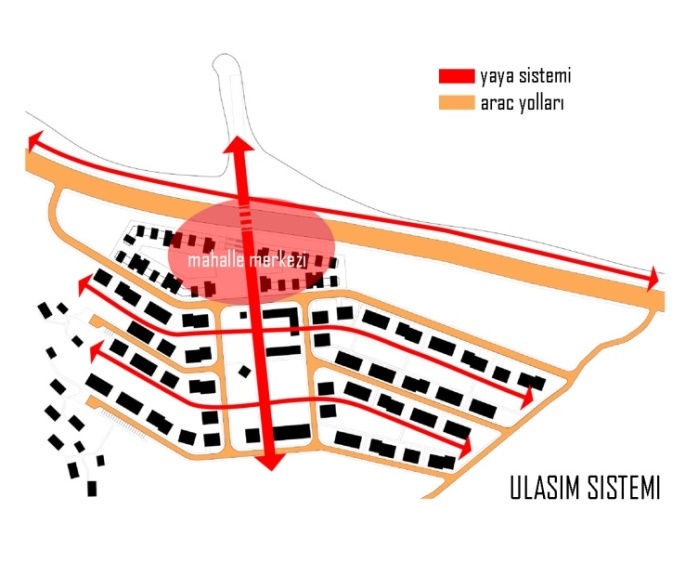 yaya sistemi
arac yolları
mahalle merkezi
ULASIM SISTEMI